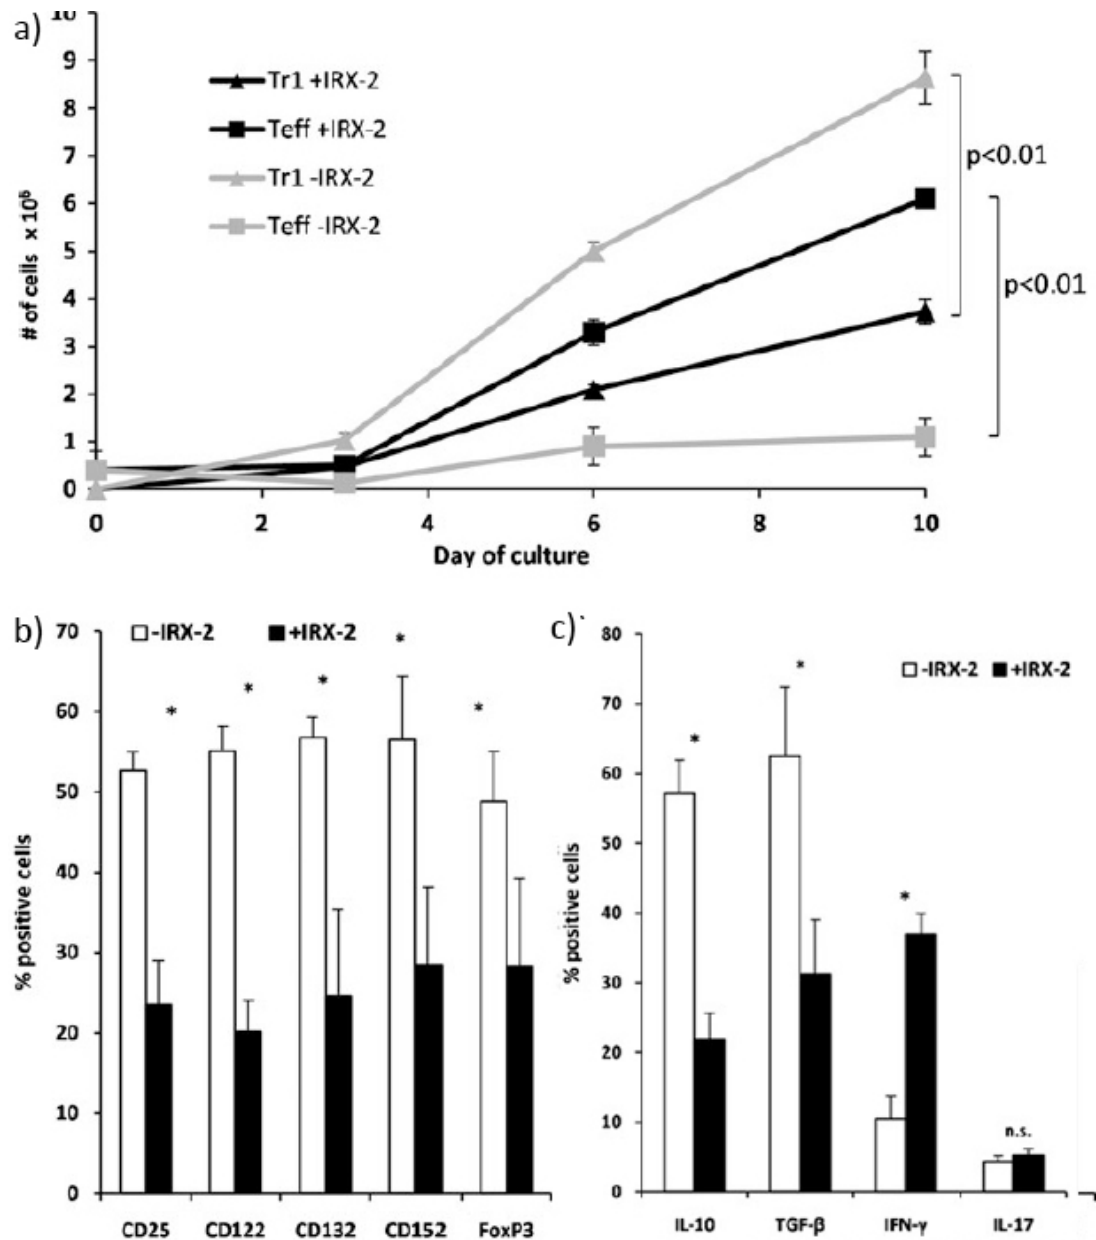 a)
10
9
8
7
6
5
4
3
2
1
0
# of cells x 10⁶
Tr1 +IRX-2
Teff +IRX-2
Tr1 -IRX-2
Teff -IRX-2
p<0.01
p<0.01
0 2 4 6 8 10
Day of culture
b)
-IRX-2 +IRX-2
* * * * *
70
60
50
40
30
20
10
0
% positive cells
CD25 CD122 CD132 CD152 FoxP3
c)
-IRX-2 +IRX-2
* * *
n.s.
80
70
60
50
40
30
20
10
0
% positive cells
IL-10 TGF-β IFN-γ IL-17